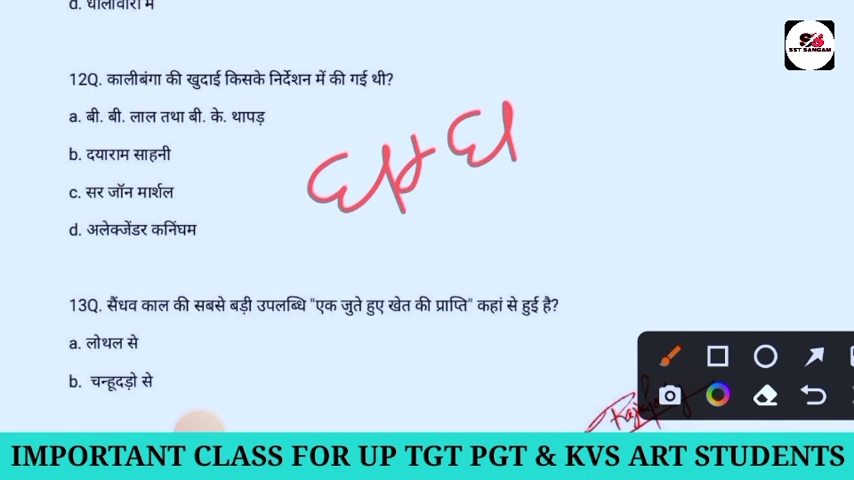 d. धौलावीरा में
SST SANGAM
12Q. कालीबंगा की खुदाई किसके निर्देशन में की गई थी?
a. बी. बी. लाल तथा बी. के. थापड़
b. दयाराम साहनी
c. सर जॉन मार्शल
d. अलेक्जेंडर कनिंघम
13Q. सैंधव काल की सबसे बड़ी उपलब्धि "एक जुते हुए खेत की प्राप्ति" कहां से हुई है?
a. लोथल से
b. चन्हूदड़ो से
IMPORTANT CLASS FOR UP TGT PGT & KVS ART STUDENTS